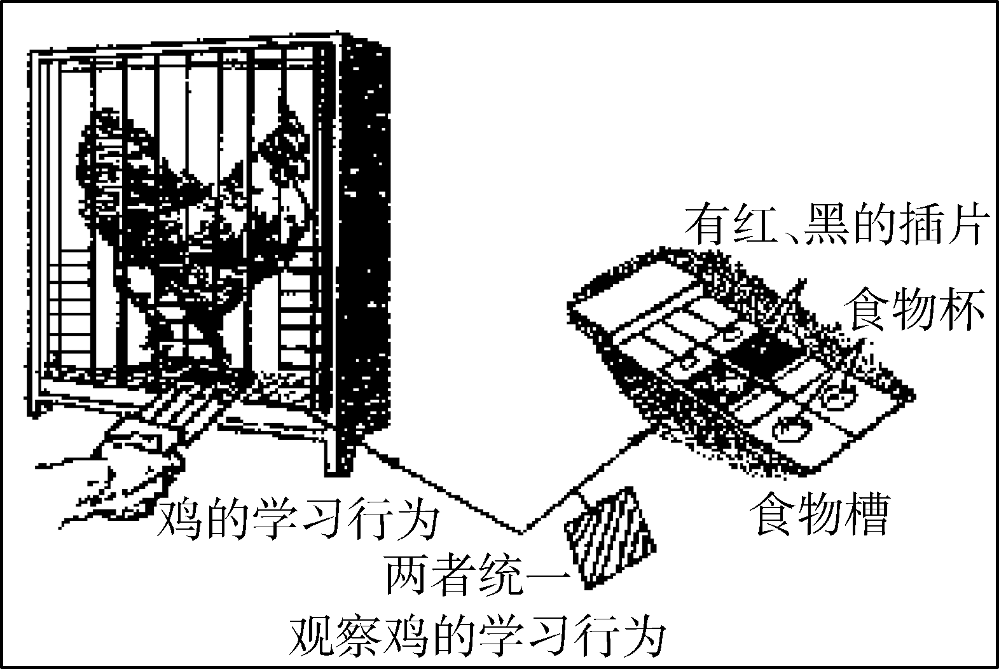 有红、黑的插片
食物杯
食物槽
鸡的学习行为
两者统一
观察鸡的学习行为